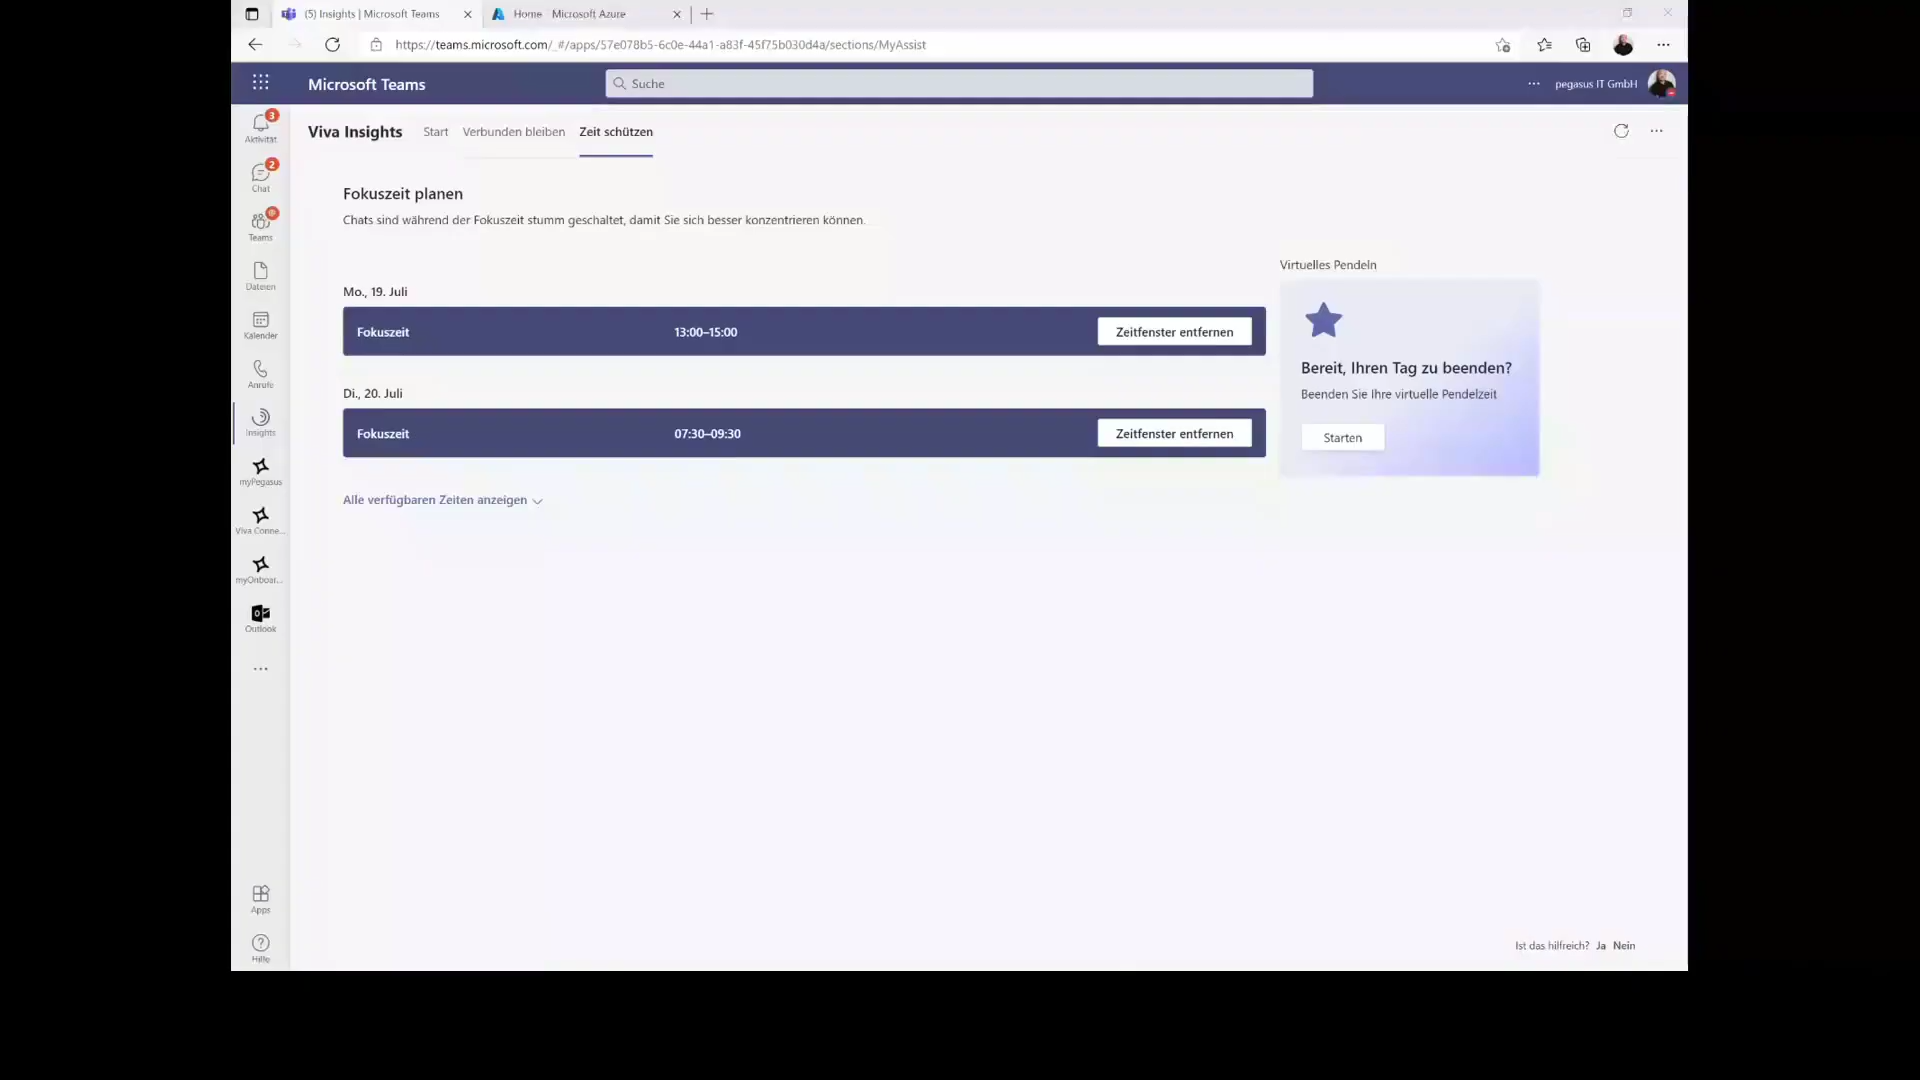 (5) Insights | Microsoft Teams
Home Microsoft Azure
https://teams.microsoft.com/_#/apps/57e078b5-6c0e-44a1-a83f-45f75b030d4a/sections/MyAssist
Microsoft Teams
Suche
pegasus IT GmbH
3
Aktivität
2
Chat
Teams
Dateien
Kalender
Anrufe
Insights
myPegasus
Viva Conne...
myOnboar...
Outlook
Apps
Hilfe
Viva Insights
Start
Verbunden bleiben
Zeit schützen
Fokuszeit planen
Chats sind während der Fokuszeit stumm geschaltet, damit Sie sich besser konzentrieren können.
Mo., 19. Juli
Fokuszeit 13:00–15:00 Zeitfenster entfernen
Di., 20. Juli
Fokuszeit 07:30–09:30 Zeitfenster entfernen
Alle verfügbaren Zeiten anzeigen
Virtuelles Pendeln
Bereit, Ihren Tag zu beenden?
Beenden Sie Ihre virtuelle Pendelzeit
Starten
Ist das hilfreich? Ja Nein